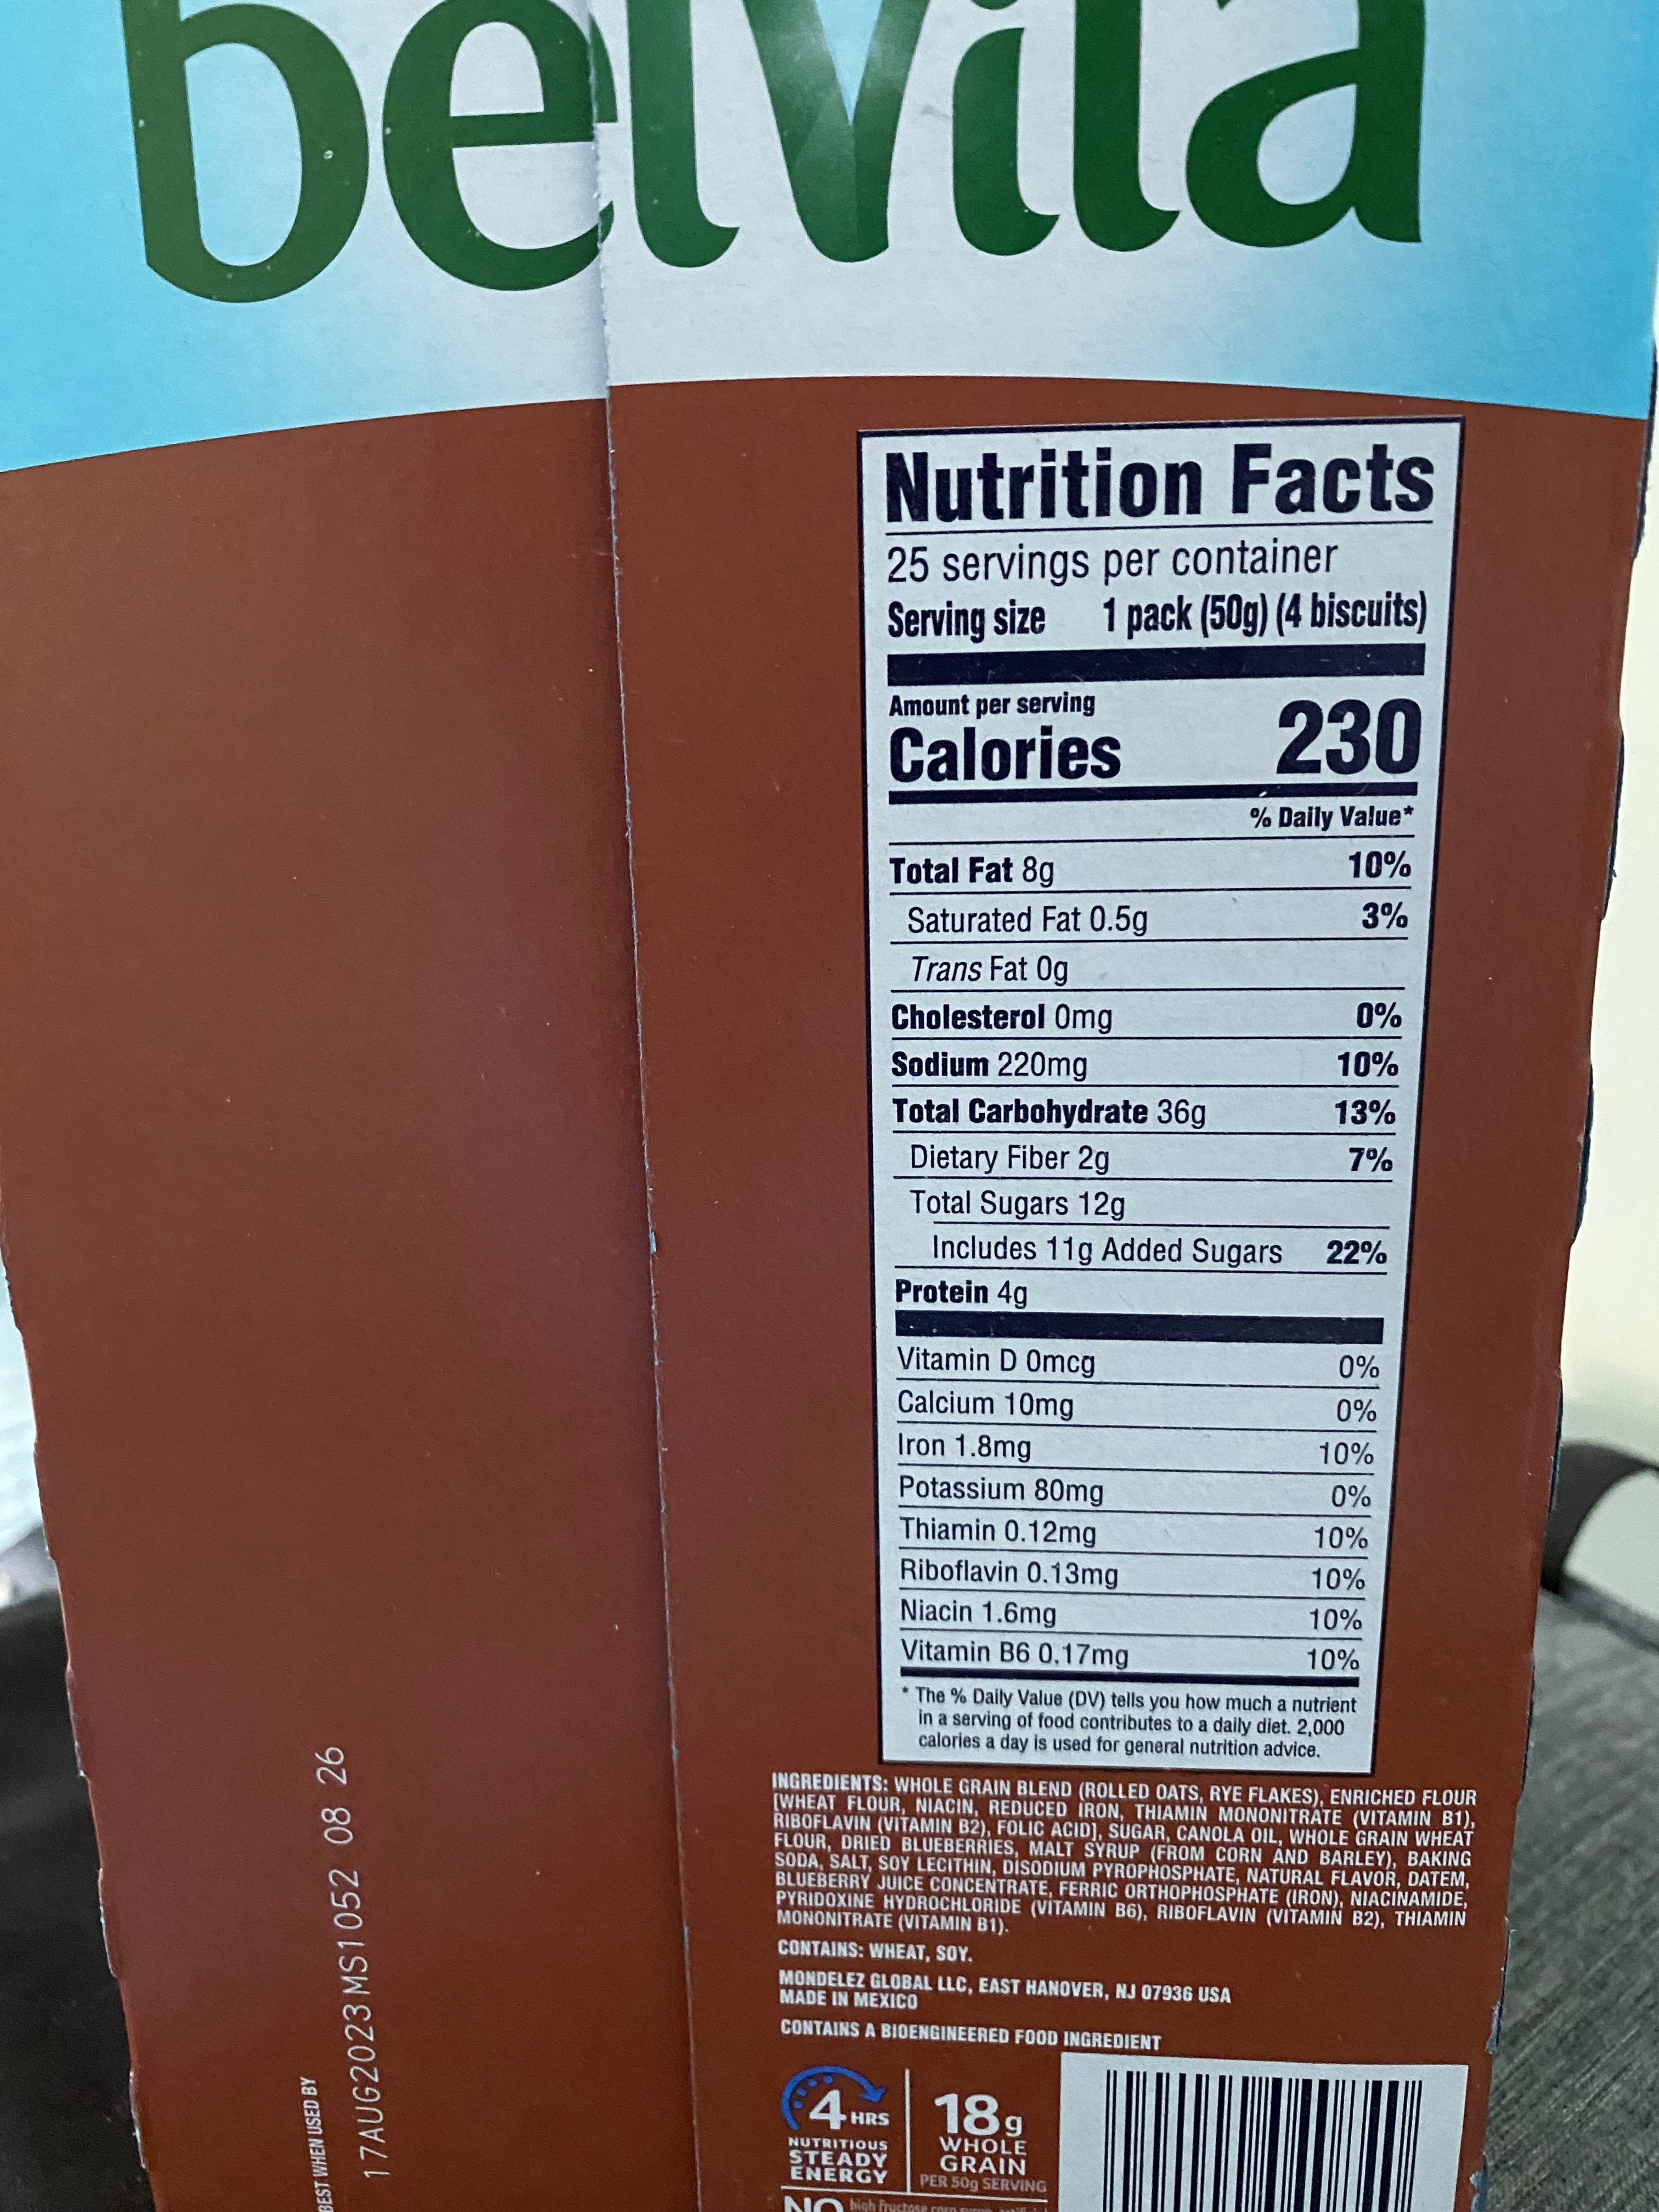 belVita
Nutrition Facts
25 servings per container
Serving size 1 pack (50g) (4 biscuits)
Amount per serving
Calories 230
% Daily Value*
Total Fat 8g 10%
Saturated Fat 0.5g 3%
Trans Fat 0g
Cholesterol 0mg 0%
Sodium 220mg 10%
Total Carbohydrate 36g 13%
Dietary Fiber 2g 7%
Total Sugars 12g
Includes 11g Added Sugars 22%
Protein 4g
Vitamin D 0mcg 0%
Calcium 10mg 0%
Iron 1.8mg 10%
Potassium 80mg 0%
Thiamin 0.12mg 10%
Riboflavin 0.13mg 10%
Niacin 1.6mg 10%
Vitamin B6 0.17mg 10%
* The % Daily Value (DV) tells you how much a nutrient
in a serving of food contributes to a daily diet. 2,000
calories a day is used for general nutrition advice.
INGREDIENTS: WHOLE GRAIN BLEND (ROLLED OATS, RYE FLAKES), ENRICHED FLOUR
[WHEAT FLOUR, NIACIN, REDUCED IRON, THIAMIN MONONITRATE (VITAMIN B1),
RIBOFLAVIN (VITAMIN B2), FOLIC ACID], SUGAR, CANOLA OIL, WHOLE GRAIN WHEAT
FLOUR, DRIED BLUEBERRIES, MALT SYRUP (FROM CORN AND BARLEY), BAKING
SODA, SALT, SOY LECITHIN, DISODIUM PYROPHOSPHATE, NATURAL FLAVOR, DATEM,
BLUEBERRY JUICE CONCENTRATE, FERRIC ORTHOPHOSPHATE (IRON), NIACINAMIDE,
PYRIDOXINE HYDROCHLORIDE (VITAMIN B6), RIBOFLAVIN (VITAMIN B2), THIAMIN
MONONITRATE (VITAMIN B1).
CONTAINS: WHEAT, SOY.
MONDELEZ GLOBAL LLC, EAST HANOVER, NJ 07936 USA
MADE IN MEXICO
CONTAINS A BIOENGINEERED FOOD INGREDIENT
4 HRS
NUTRITIOUS
STEADY
ENERGY
18g
WHOLE
GRAIN
PER 50g SERVING
NO high fructose corn
BEST WHEN USED BY
17AUG2023 MS1052 08 26